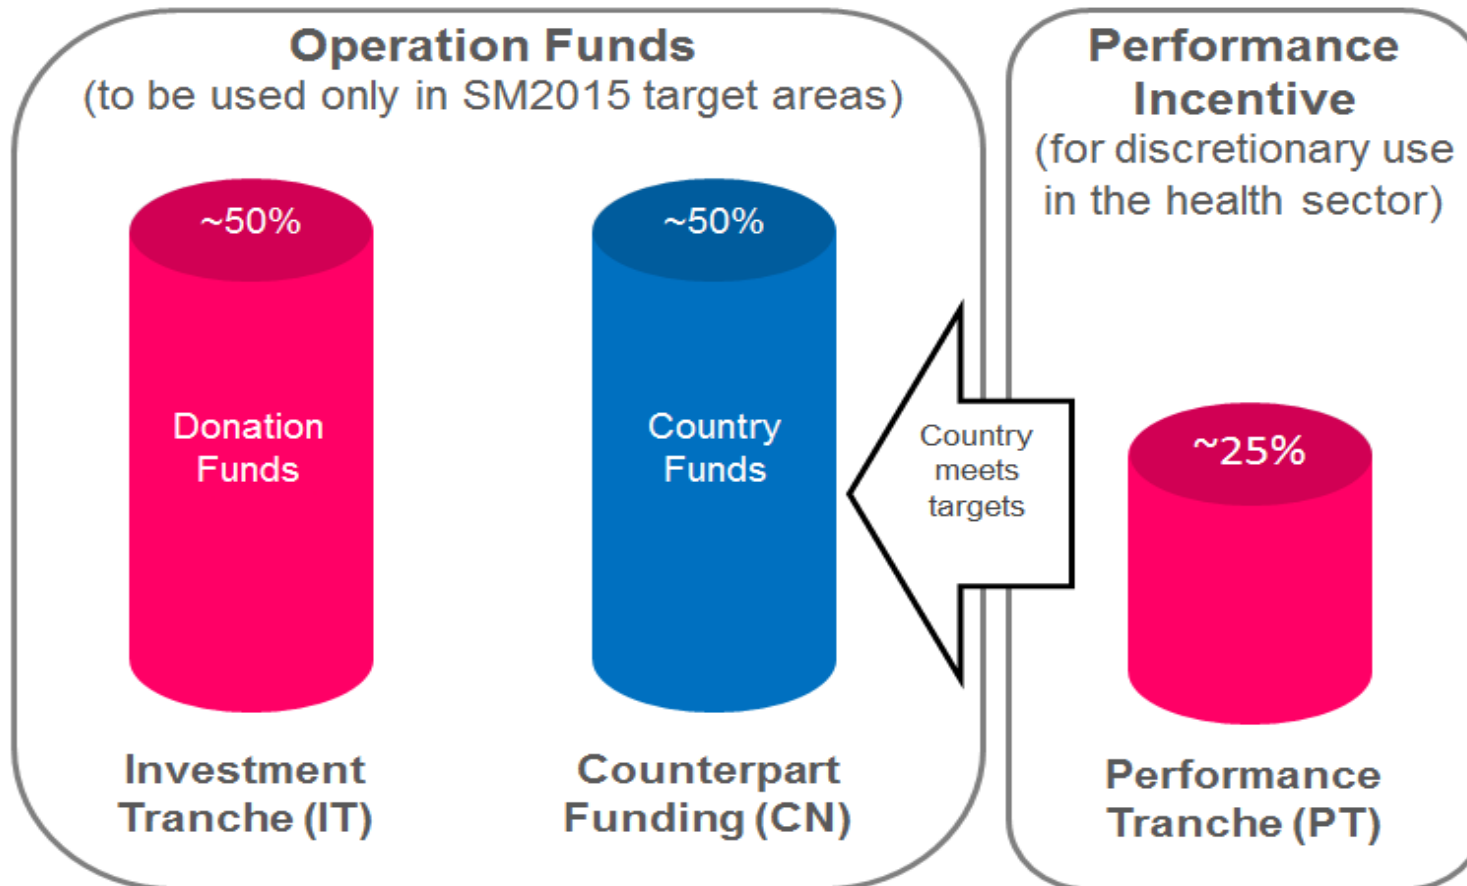 Operation Funds
(to be used only in SM2015 target areas)
~50%
Donation
Funds
Investment
Tranche (IT)
~50%
Country
Funds
Counterpart
Funding (CN)
Country
meets
targets
Performance
Incentive
(for discretionary use
in the health sector)
~25%
Performance
Tranche (PT)